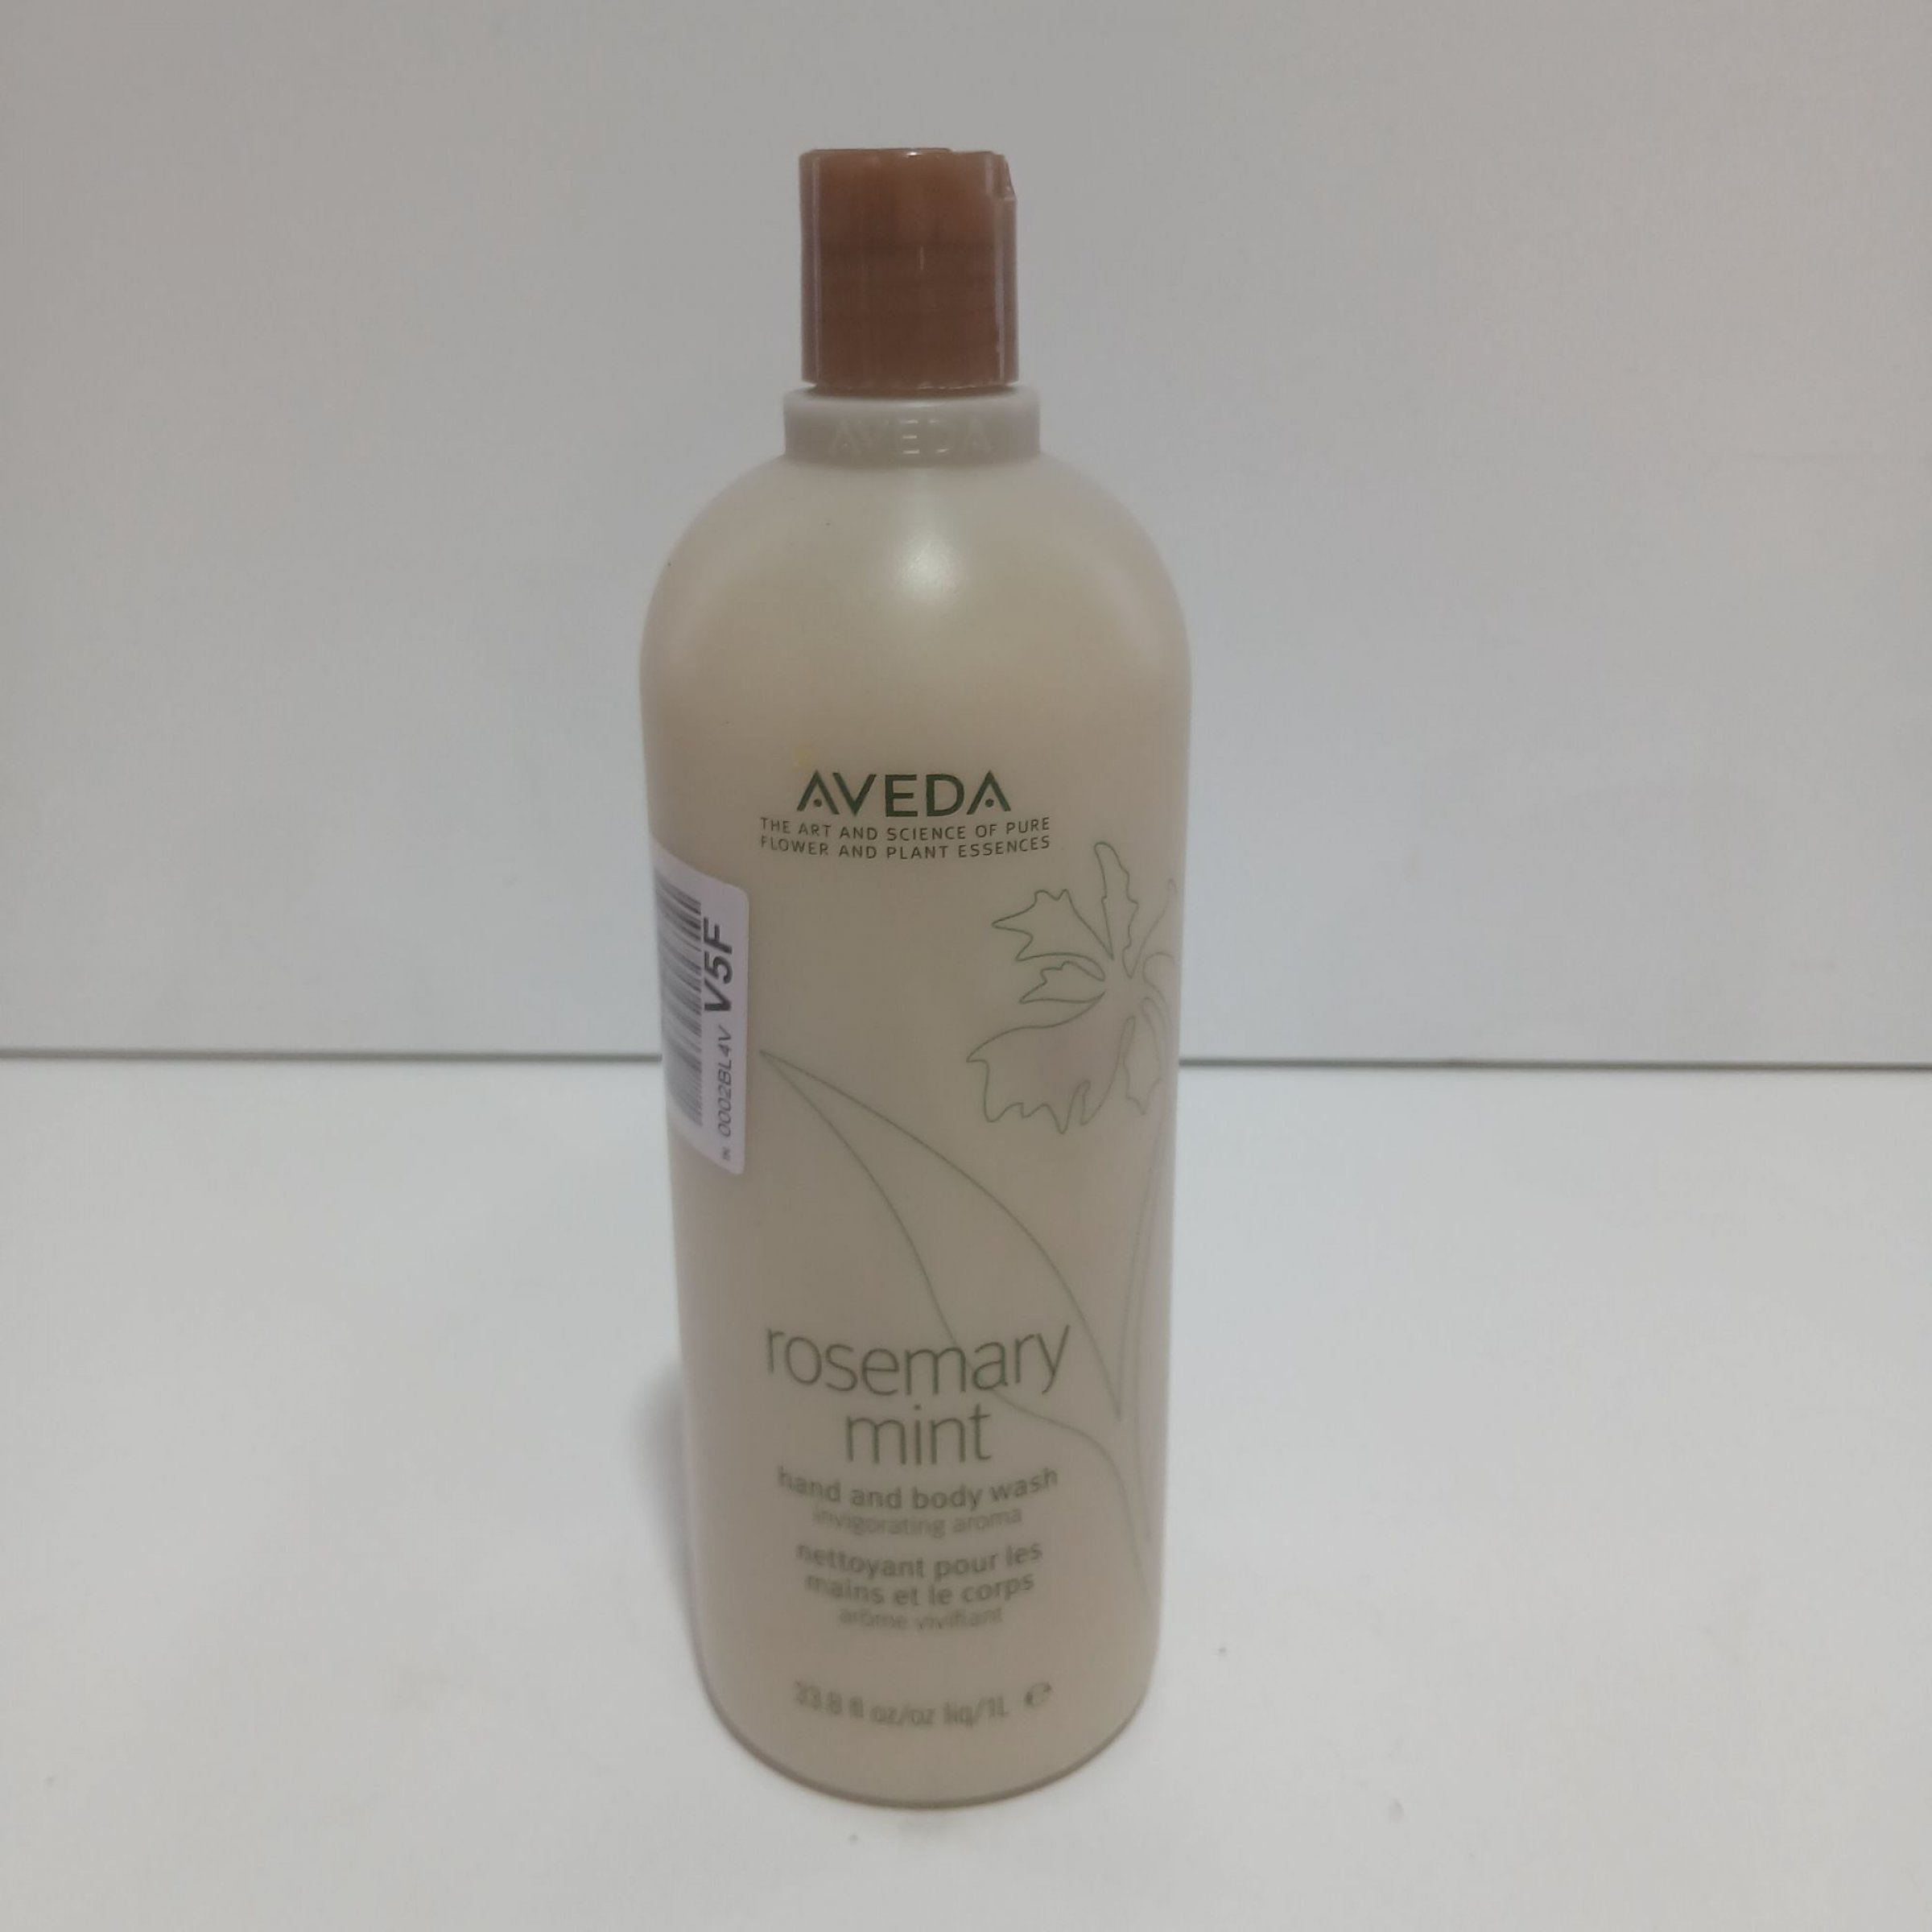 AVEDA
AVEDA
THE ART AND SCIENCE OF PURE
FLOWER AND PLANT ESSENCES
V5F
IN 0002BL4V
rosemary
mint
hand and body wash
invigorating aroma
nettoyant pour les
mains et le corps
arôme vivifiant
33.8 fl oz/oz liq/1L ℮